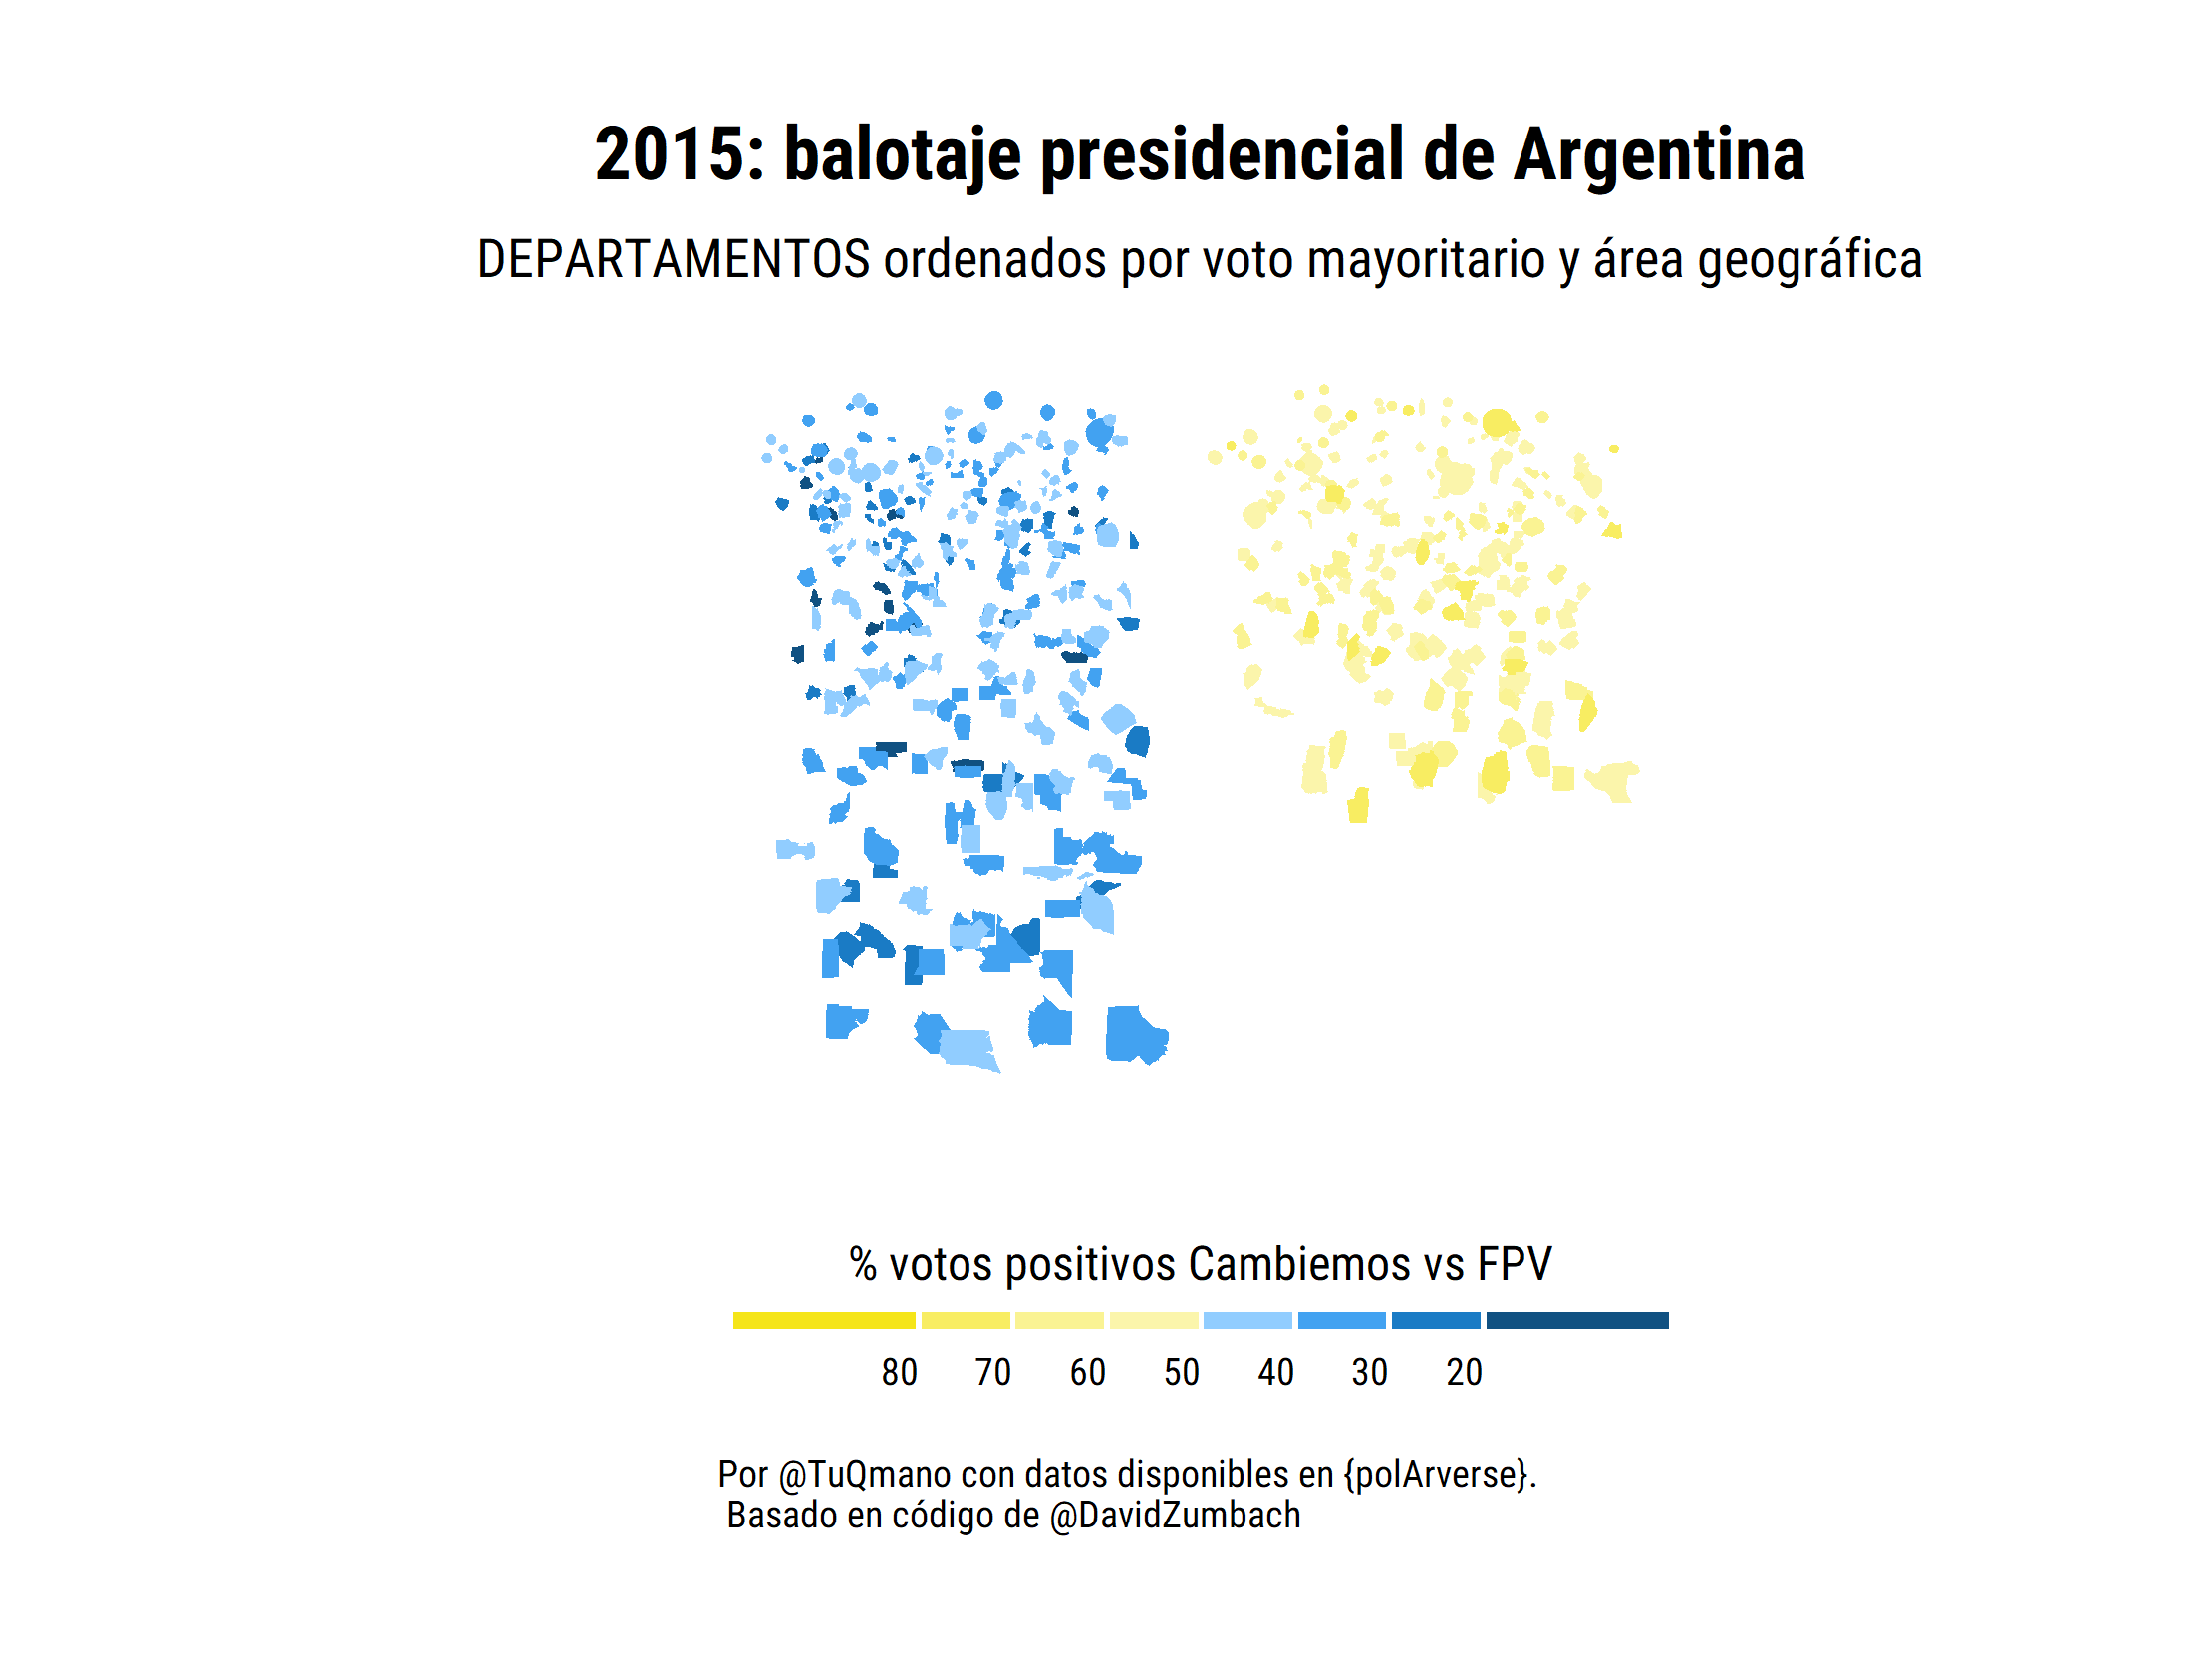 2015: balotaje presidencial de Argentina
DEPARTAMENTOS ordenados por voto mayoritario y área geográfica
% votos positivos Cambiemos vs FPV
80 70 60 50 40 30 20
Por @TuQmano con datos disponibles en {polArverse}.
Basado en código de @DavidZumbach